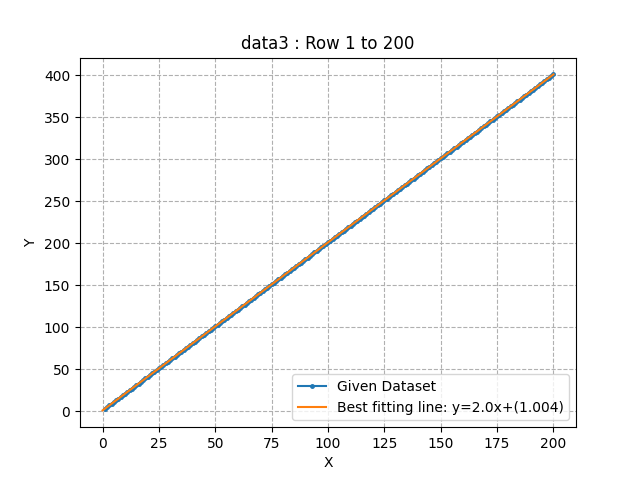 data3 : Row 1 to 200
400
350
300
250
200
150
100
50
0
Y
Given Dataset
Best fitting line: y=2.0x+(1.004)
0 25 50 75 100 125 150 175 200
X